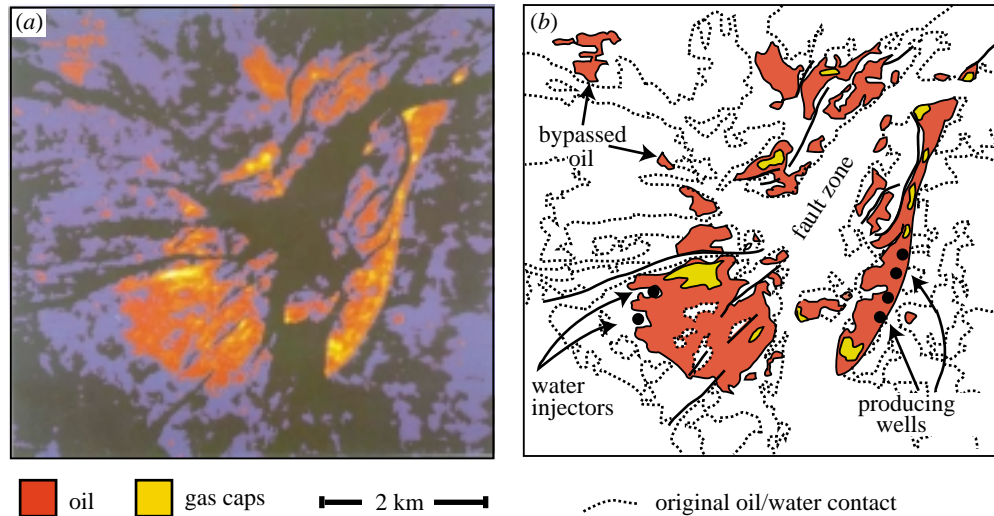 (a)
(b)
bypassed
oil
fault zone
water
injectors
producing
wells
oil
gas caps
2 km
original oil/water contact